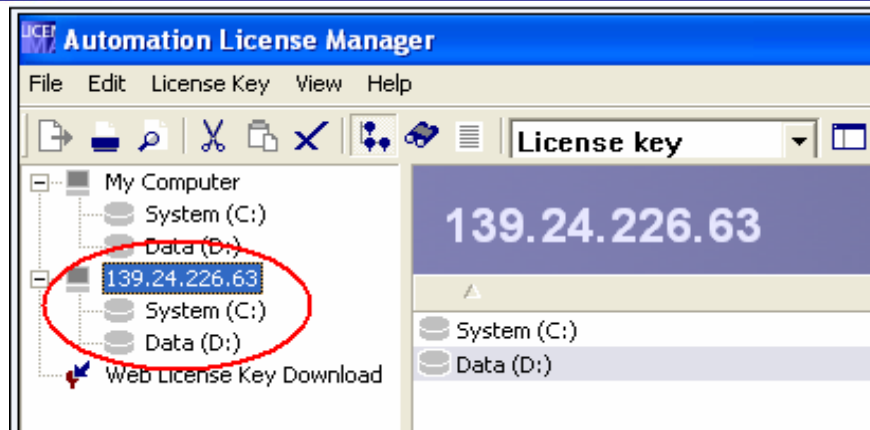 Automation License Manager
File Edit License Key View Help
License key
My Computer
System (C:)
Data (D:)
139.24.226.63
System (C:)
Data (D:)
Web License Key Download
139.24.226.63
System (C:)
Data (D:)